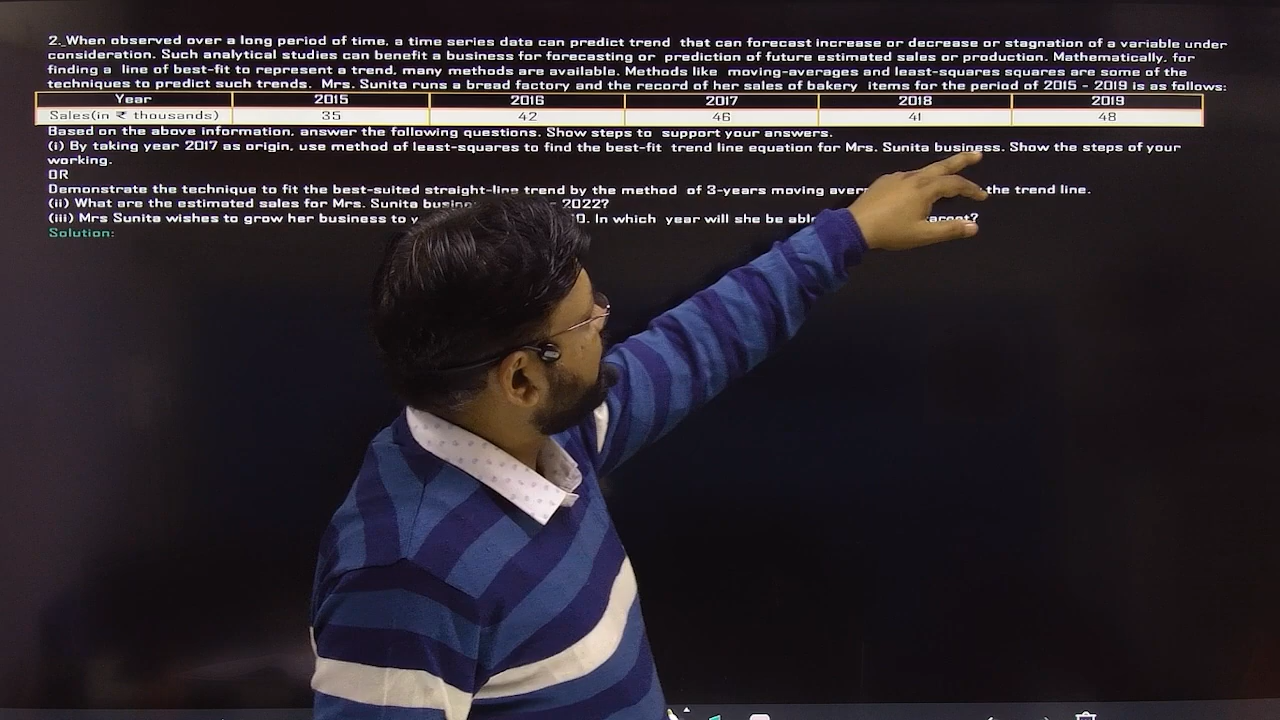 2. When observed over a long period of time, a time series data can predict trend that can forecast increase or decrease or stagnation of a variable under
consideration. Such analytical studies can benefit a business for forecasting or prediction of future estimated sales or production. Mathematically, for
finding a line of best-fit to represent a trend, many methods are available. Methods like moving-averages and least-squares squares are some of the
techniques to predict such trends. Mrs. Sunita runs a bread factory and the record of her sales of bakery items for the period of 2015 - 2019 is as follows:
Year 2015 2016 2017 2018 2019
Sales(in ₹ thousands) 35 42 46 41 48
Based on the above information, answer the following questions. Show steps to support your answers.
(i) By taking year 2017 as origin, use method of least-squares to find the best-fit trend line equation for Mrs. Sunita business. Show the steps of your
working.
OR
Demonstrate the technique to fit the best-suited straight-line trend by the method of 3-years moving the trend line.
(ii) What are the estimated sales for Mrs. Sunita 2022?
(iii) Mrs Sunita wishes to grow her business to In which year will she be
Solution: